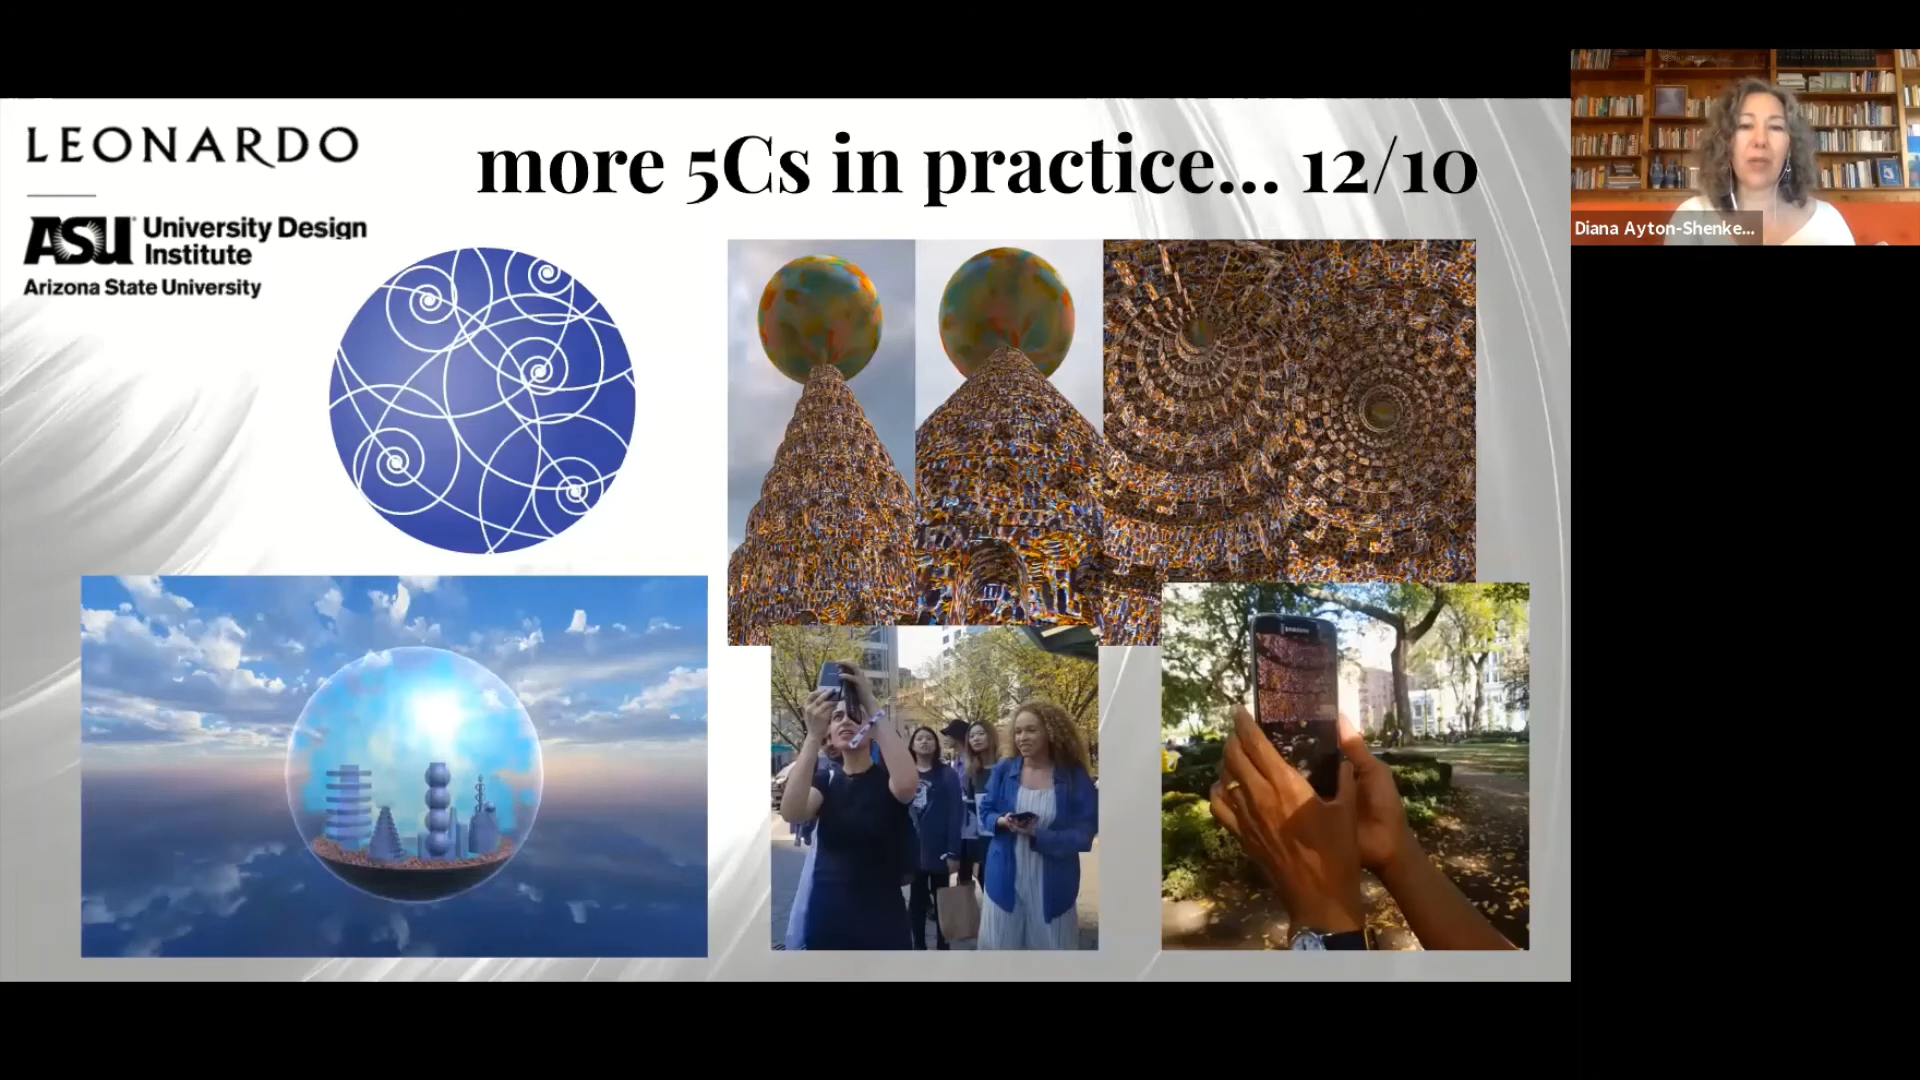 LEONARDO
ASU University Design
Institute
Arizona State University
more 5Cs in practice... 12/10
Diana Ayton-Shenke...